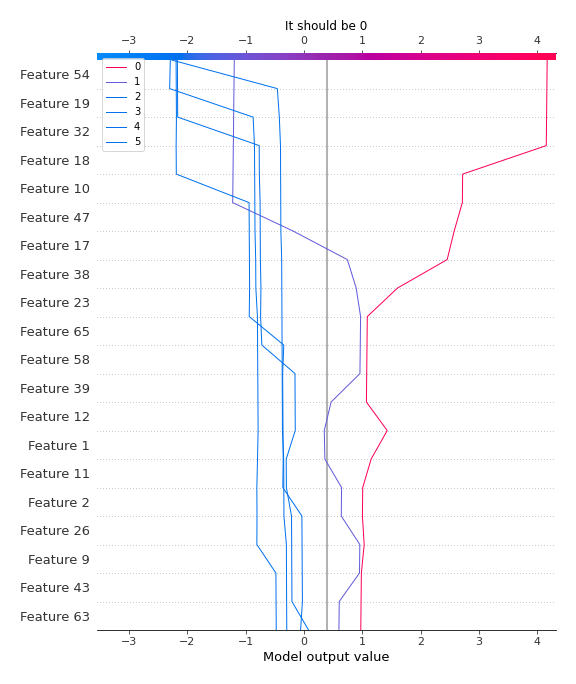 It should be 0
−3 −2 −1 0 1 2 3 4
0
1
2
3
4
5
Feature 54
Feature 19
Feature 32
Feature 18
Feature 10
Feature 47
Feature 17
Feature 38
Feature 23
Feature 65
Feature 58
Feature 39
Feature 12
Feature 1
Feature 11
Feature 2
Feature 26
Feature 9
Feature 43
Feature 63
−3 −2 −1 0 1 2 3 4
Model output value